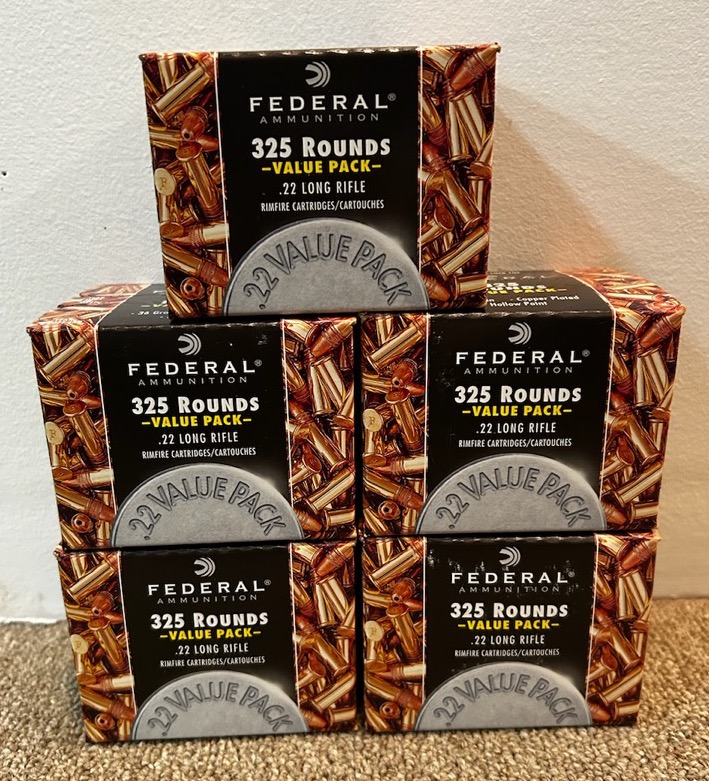 FEDERAL®
AMMUNITION
325 ROUNDS
–VALUE PACK–
.22 LONG RIFLE
RIMFIRE CARTRIDGES/CARTOUCHES
.22 VALUE PACK
- Copper Plated
Hollow Point
FEDERAL®
AMMUNITION
325 ROUNDS
–VALUE PACK–
.22 LONG RIFLE
RIMFIRE CARTRIDGES/CARTOUCHES
.22 VALUE PACK
FEDERAL®
AMMUNITION
325 ROUNDS
–VALUE PACK–
.22 LONG RIFLE
RIMFIRE CARTRIDGES/CARTOUCHES
.22 VALUE PACK
FEDERAL®
AMMUNITION
325 ROUNDS
–VALUE PACK–
.22 LONG RIFLE
RIMFIRE CARTRIDGES/CARTOUCHES
.22 VALUE PACK
FEDERAL®
AMMUNITION
325 ROUNDS
–VALUE PACK–
.22 LONG RIFLE
RIMFIRE CARTRIDGES/CARTOUCHES
.22 VALUE PACK